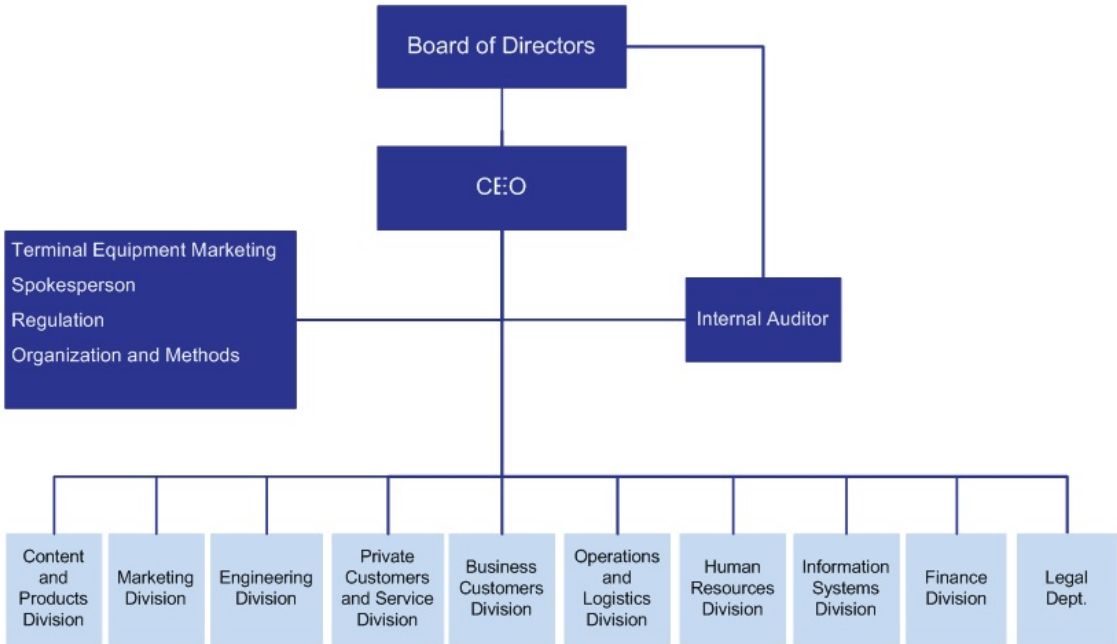 Board of Directors
CEO
Terminal Equipment Marketing
Spokesperson
Regulation
Organization and Methods
Internal Auditor
Content
and
Products
Division
Marketing
Division
Engineering
Division
Private
Customers
and Service
Division
Business
Customers
Division
Operations
and
Logistics
Division
Human
Resources
Division
Information
Systems
Division
Finance
Division
Legal
Dept.